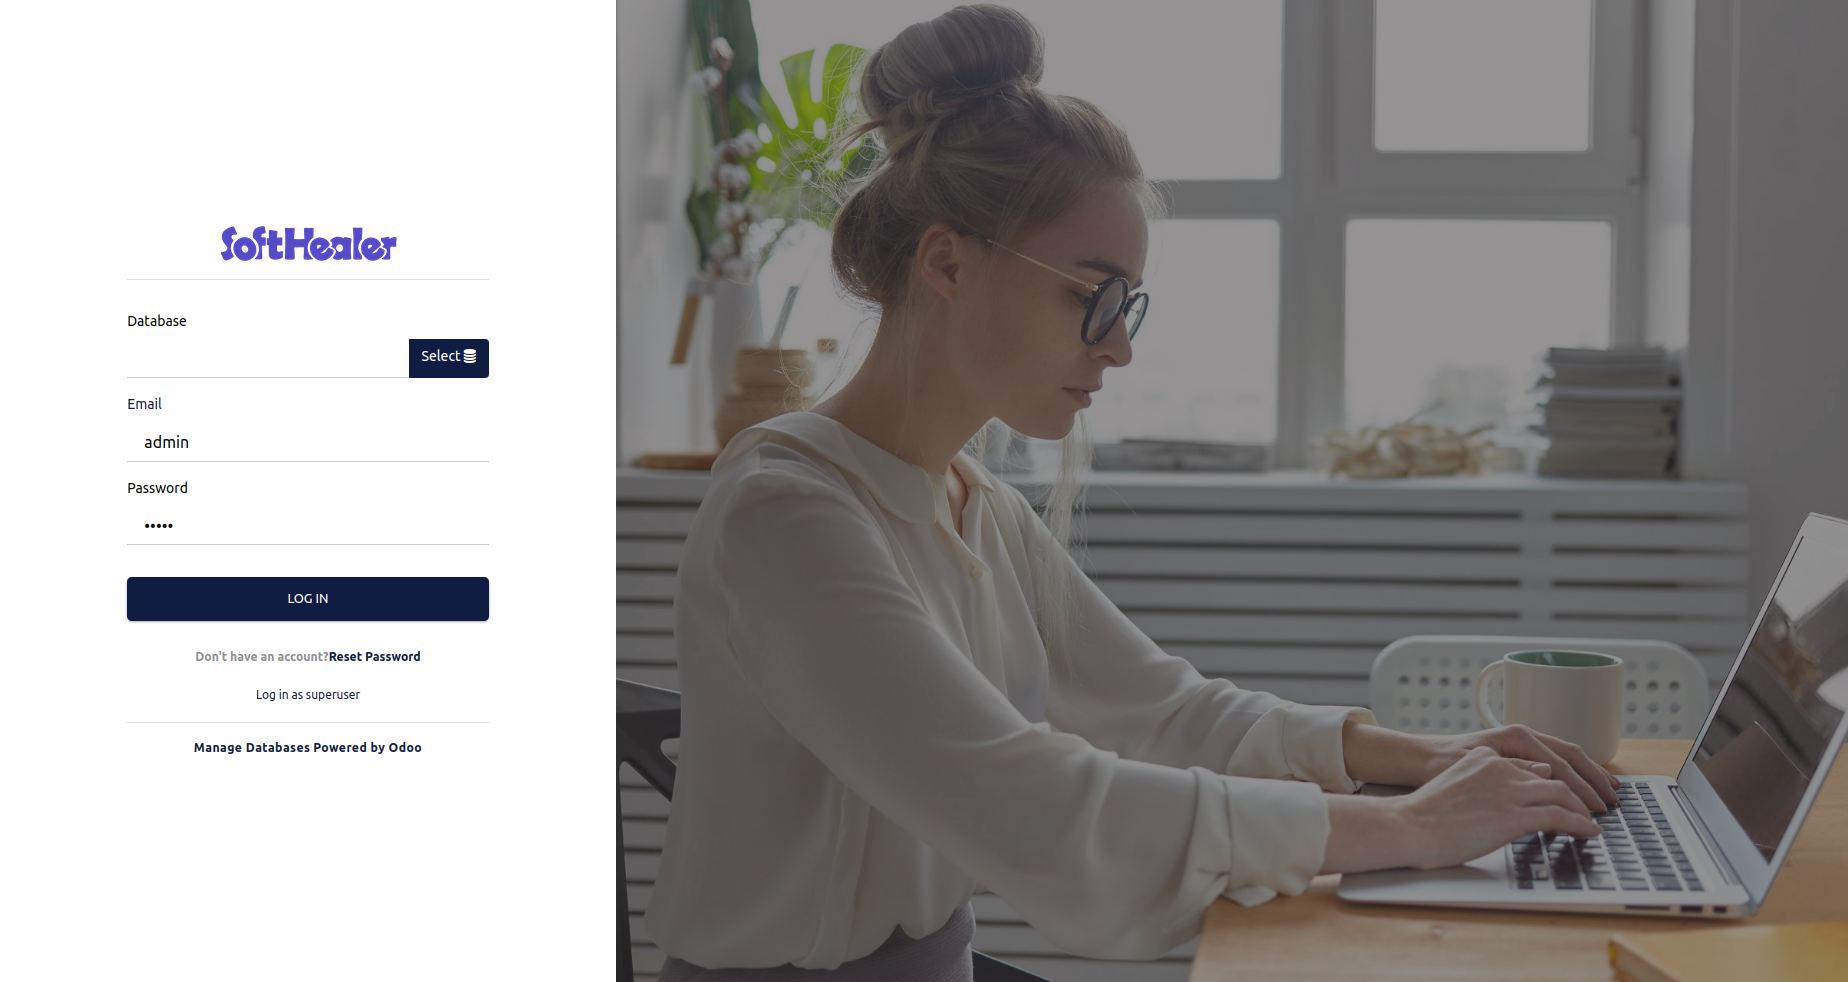 SoftHealer
Database
Select
Email
admin
Password
•••••
LOG IN
Don't have an account?Reset Password
Log in as superuser
Manage Databases Powered by Odoo